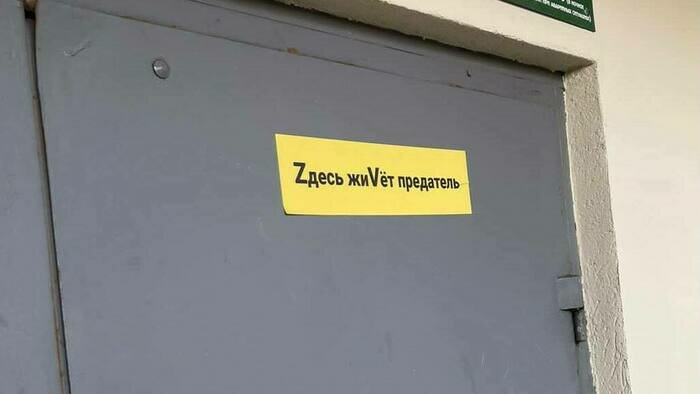 Zдесь жиVёт предатель